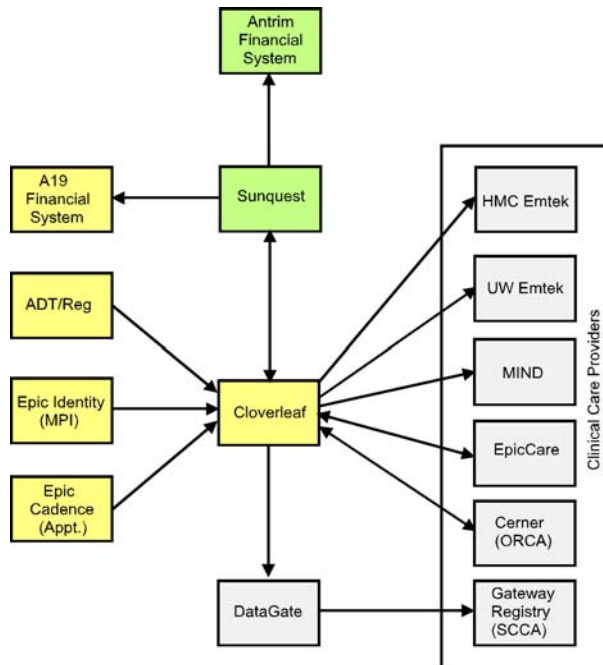 Antrim
Financial
System
A19
Financial
System
Sunquest
HMC Emtek
ADT/Reg
UW Emtek
MIND
Epic Identity
(MPI)
Cloverleaf
EpicCare
Epic
Cadence
(Appt.)
Cerner
(ORCA)
DataGate
Gateway
Registry
(SCCA)
Clinical Care Providers